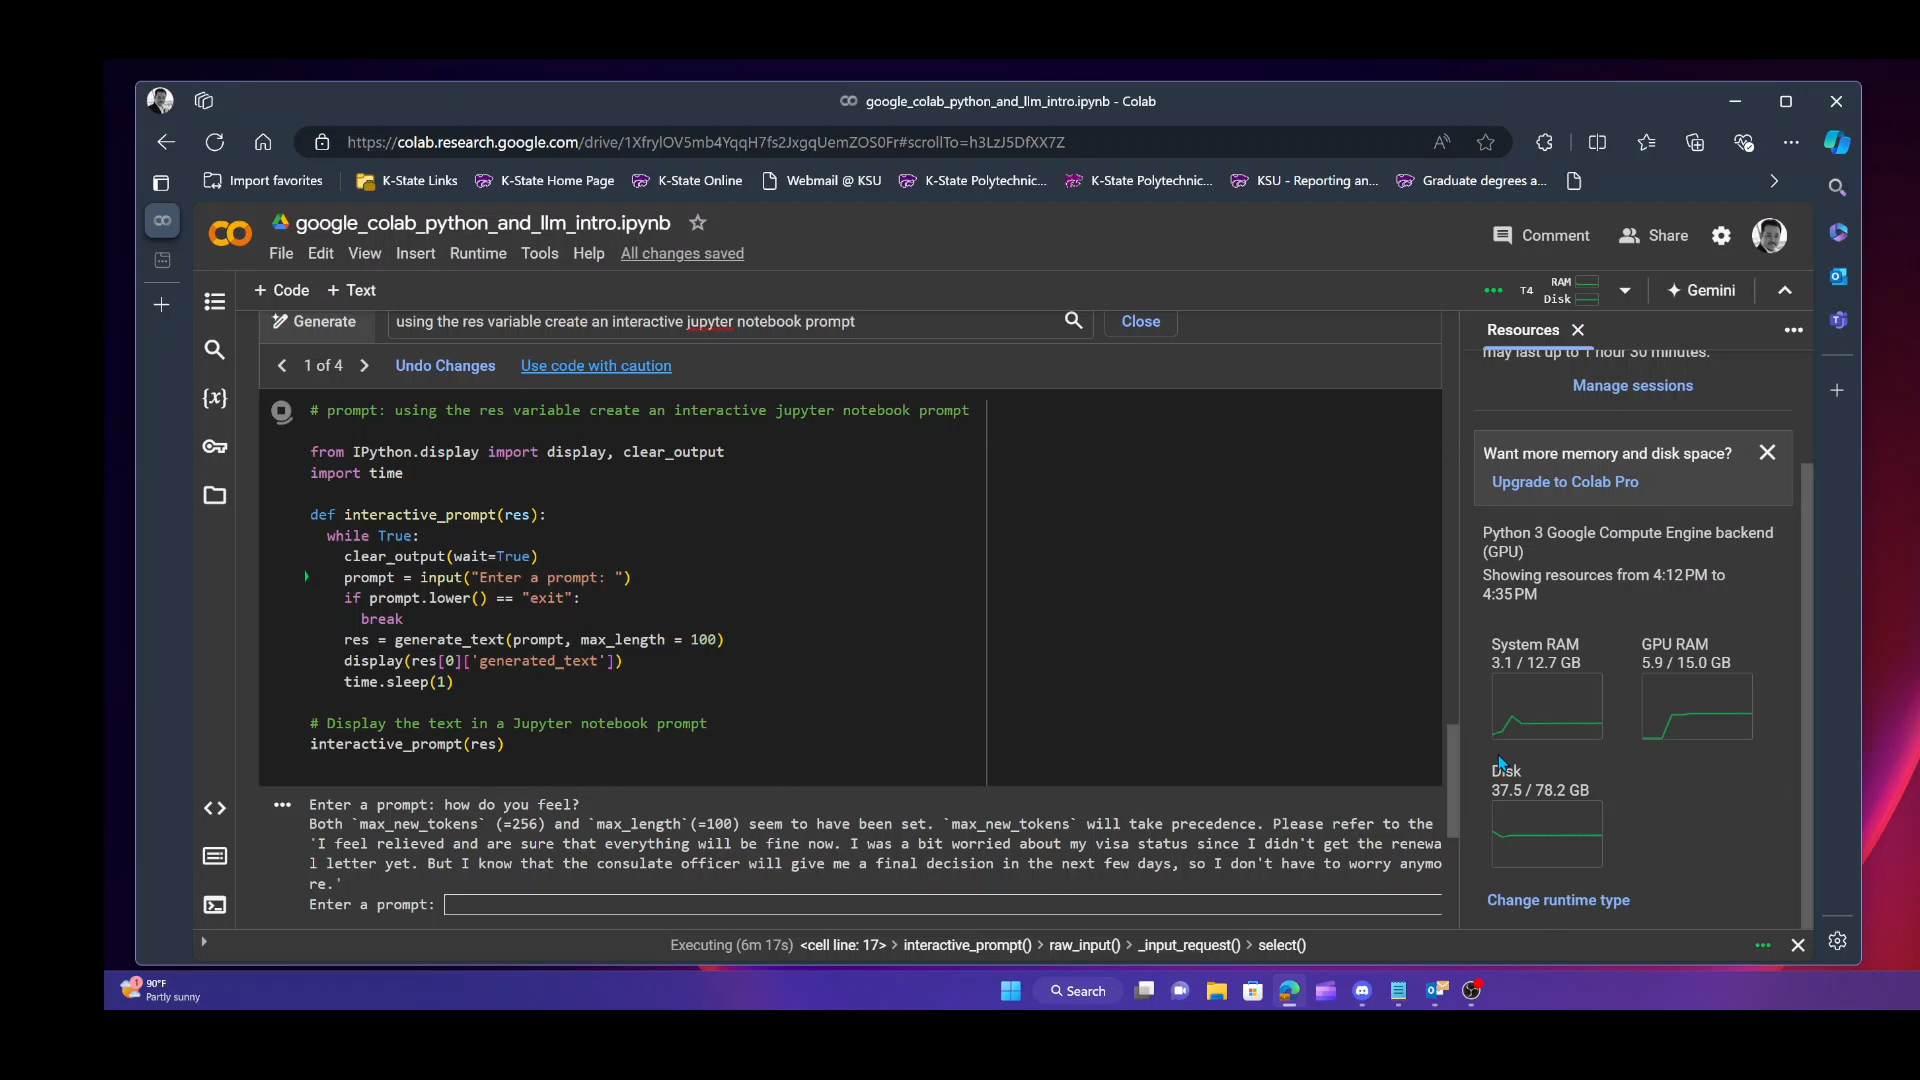 google_colab_python_and_llm_intro.ipynb - Colab
https://colab.research.google.com/drive/1XfrylOV5mb4YqqH7fs2JxgqUemZOS0Fr#scrollTo=h3LzJ5DfXX7Z
Import favorites
K-State Links
K-State Home Page
K-State Online
Webmail @ KSU
K-State Polytechnic...
K-State Polytechnic...
KSU - Reporting an...
Graduate degrees a...
google_colab_python_and_llm_intro.ipynb
File Edit View Insert Runtime Tools Help All changes saved
Comment
Share
+ Code + Text
T4
RAM
Disk
Gemini
Generate
using the res variable create an interactive jupyter notebook prompt
Close
1 of 4
Undo Changes
Use code with caution
# prompt: using the res variable create an interactive jupyter notebook prompt
from IPython.display import display, clear_output
import time
def interactive_prompt(res):
while True:
clear_output(wait=True)
prompt = input("Enter a prompt: ")
if prompt.lower() == "exit":
break
res = generate_text(prompt, max_length = 100)
display(res[0]['generated_text'])
time.sleep(1)
# Display the text in a Jupyter notebook prompt
interactive_prompt(res)
Enter a prompt: how do you feel?
Both `max_new_tokens` (=256) and `max_length`(=100) seem to have been set. `max_new_tokens` will take precedence. Please refer to the
'I feel relieved and are sure that everything will be fine now. I was a bit worried about my visa status since I didn't get the renewa
l letter yet. But I know that the consulate officer will give me a final decision in the next few days, so I don't have to worry anymo
re.'
Enter a prompt:
Resources
may last up to 1 hour 30 minutes.
Manage sessions
Want more memory and disk space?
Upgrade to Colab Pro
Python 3 Google Compute Engine backend
(GPU)
Showing resources from 4:12 PM to
4:35 PM
System RAM
3.1 / 12.7 GB
GPU RAM
5.9 / 15.0 GB
Disk
37.5 / 78.2 GB
Change runtime type
Executing (6m 17s) <cell line: 17> > interactive_prompt() > raw_input() > _input_request() > select()
1
90°F
Partly sunny
Search